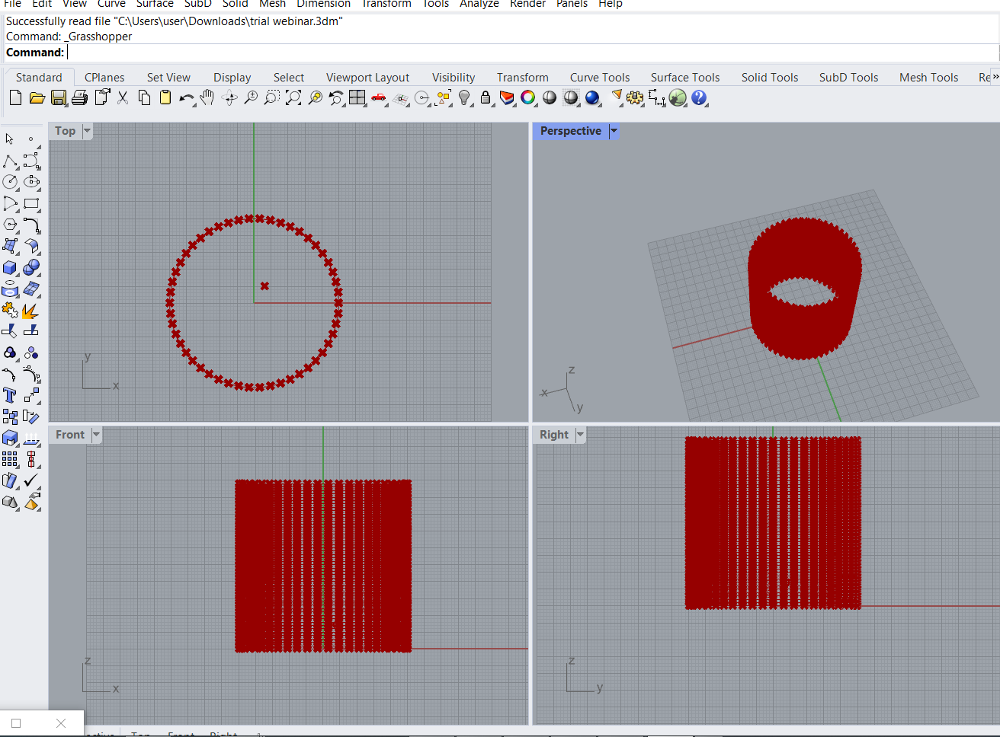 File Edit View Curve Surface SubD Solid Mesh Dimension Transform Tools Analyze Render Panels Help
Successfully read file "C:\Users\user\Downloads\trial webinar.3dm"
Command: _Grasshopper
Command:
Standard CPlanes Set View Display Select Viewport Layout Visibility Transform Curve Tools Surface Tools Solid Tools SubD Tools Mesh Tools Re »
Top
Perspective
y
x
z
x
y
Front
Right
z
x
z
y
Top Front Right